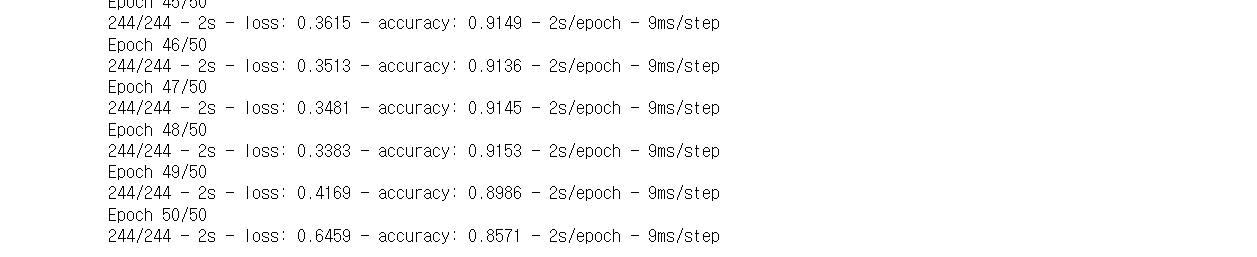 Epoch 45/50
244/244 - 2s - loss: 0.3615 - accuracy: 0.9149 - 2s/epoch - 9ms/step
Epoch 46/50
244/244 - 2s - loss: 0.3513 - accuracy: 0.9136 - 2s/epoch - 9ms/step
Epoch 47/50
244/244 - 2s - loss: 0.3481 - accuracy: 0.9145 - 2s/epoch - 9ms/step
Epoch 48/50
244/244 - 2s - loss: 0.3383 - accuracy: 0.9153 - 2s/epoch - 9ms/step
Epoch 49/50
244/244 - 2s - loss: 0.4169 - accuracy: 0.8986 - 2s/epoch - 9ms/step
Epoch 50/50
244/244 - 2s - loss: 0.6459 - accuracy: 0.8571 - 2s/epoch - 9ms/step